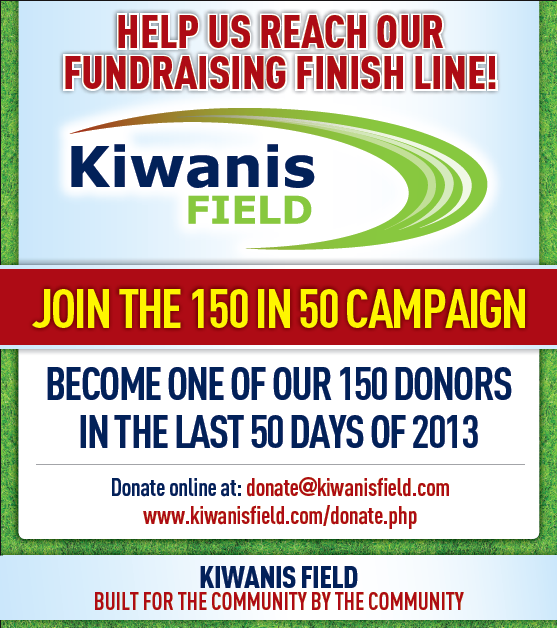 HELP US REACH OUR
FUNDRAISING FINISH LINE!
Kiwanis
FIELD
JOIN THE 150 IN 50 CAMPAIGN
BECOME ONE OF OUR 150 DONORS
IN THE LAST 50 DAYS OF 2013
Donate online at: donate@kiwanisfield.com
www.kiwanisfield.com/donate.php
KIWANIS FIELD
BUILT FOR THE COMMUNITY BY THE COMMUNITY